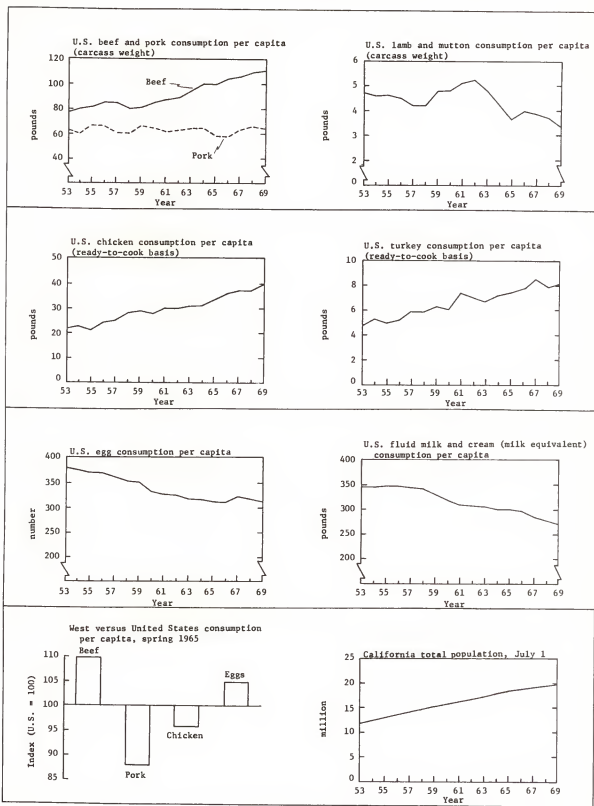 U.S. beef and pork consumption per capita
(carcass weight)
120
100
80
60
40
pounds
Beef
Pork
53 55 57 59 61 63 65 67 69
Year
U.S. lamb and mutton consumption per capita
(carcass weight)
6
5
4
2
0
pounds
53 55 57 59 61 63 65 67 69
Year
U.S. chicken consumption per capita
(ready-to-cook basis)
50
40
30
20
10
0
pounds
53 55 57 59 61 63 65 67 69
Year
U.S. turkey consumption per capita
(ready-to-cook basis)
8
6
4
2
0
pounds
53 55 57 59 61 63 65 67 69
Year
U.S. egg consumption per capita
400
350
300
250
200
number
53 55 57 59 61 63 65 67 69
Year
U.S. fluid milk and cream (milk equivalent)
consumption per capita
400
350
300
250
200
pounds
53 55 57 59 61 63 65 67 69
Year
West versus United States consumption
per capita, spring 1965
Beef
110
105
100
95
90
85
Index (U.S. = 100)
Eggs
Chicken
Pork
California total population, July 1
25
20
15
10
5
0
million
53 55 57 59 61 63 65 67 69
Year